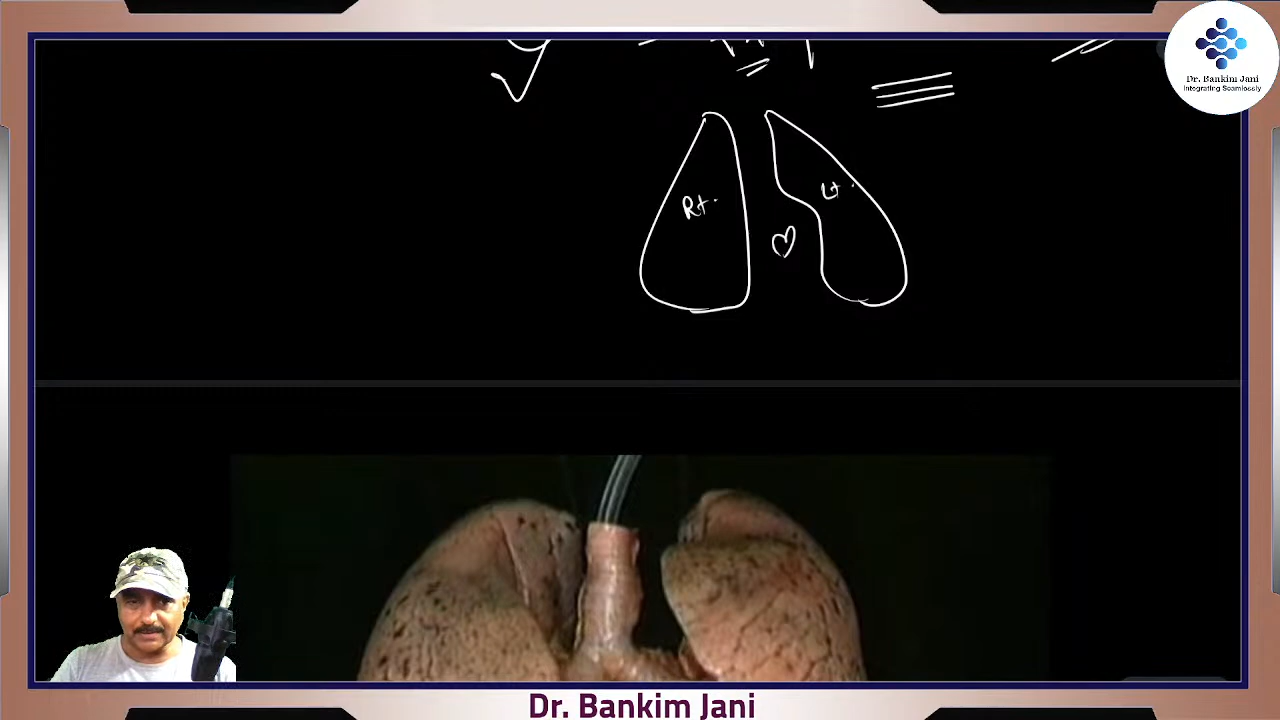 Dr. Bankim Jani
Integrating Seamlessly
Rt.
Lt.
Dr. Bankim Jani